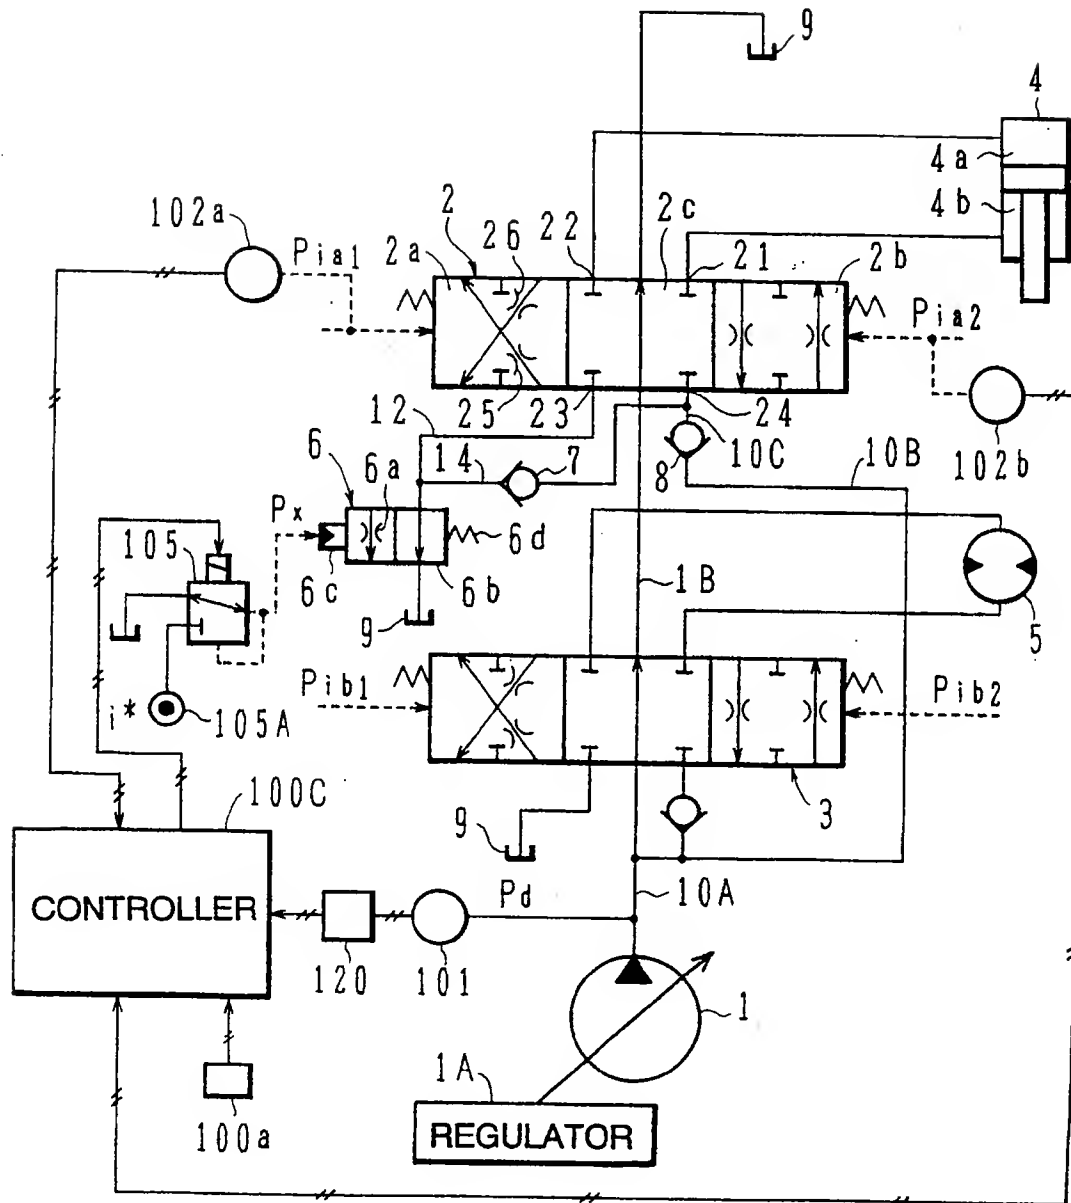 9
4
4a
4b
102a
2
Pia1
2a
26
22
2c
21
2b
Pia2
25
23
24
12
10C
10B
102b
6
6a
14
7
8
Px
6d
105
6c
6b
1B
9
5
Pib1
Pib2
i*
105A
100C
9
3
CONTROLLER
Pd
10A
120
101
1
1A
100a
REGULATOR